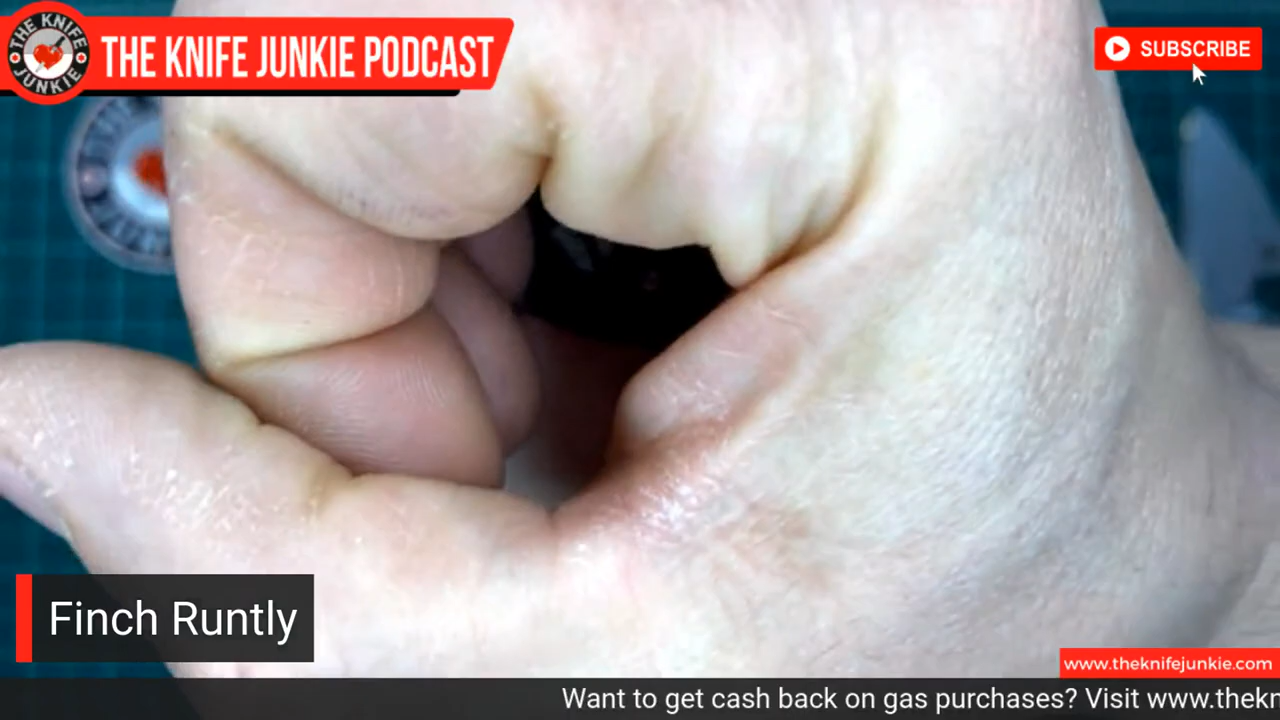 THE KNIFE
JUNKIE
THE KNIFE JUNKIE PODCAST
SUBSCRIBE
Finch Runtly
www.theknifejunkie.com
Want to get cash back on gas purchases? Visit www.thekn